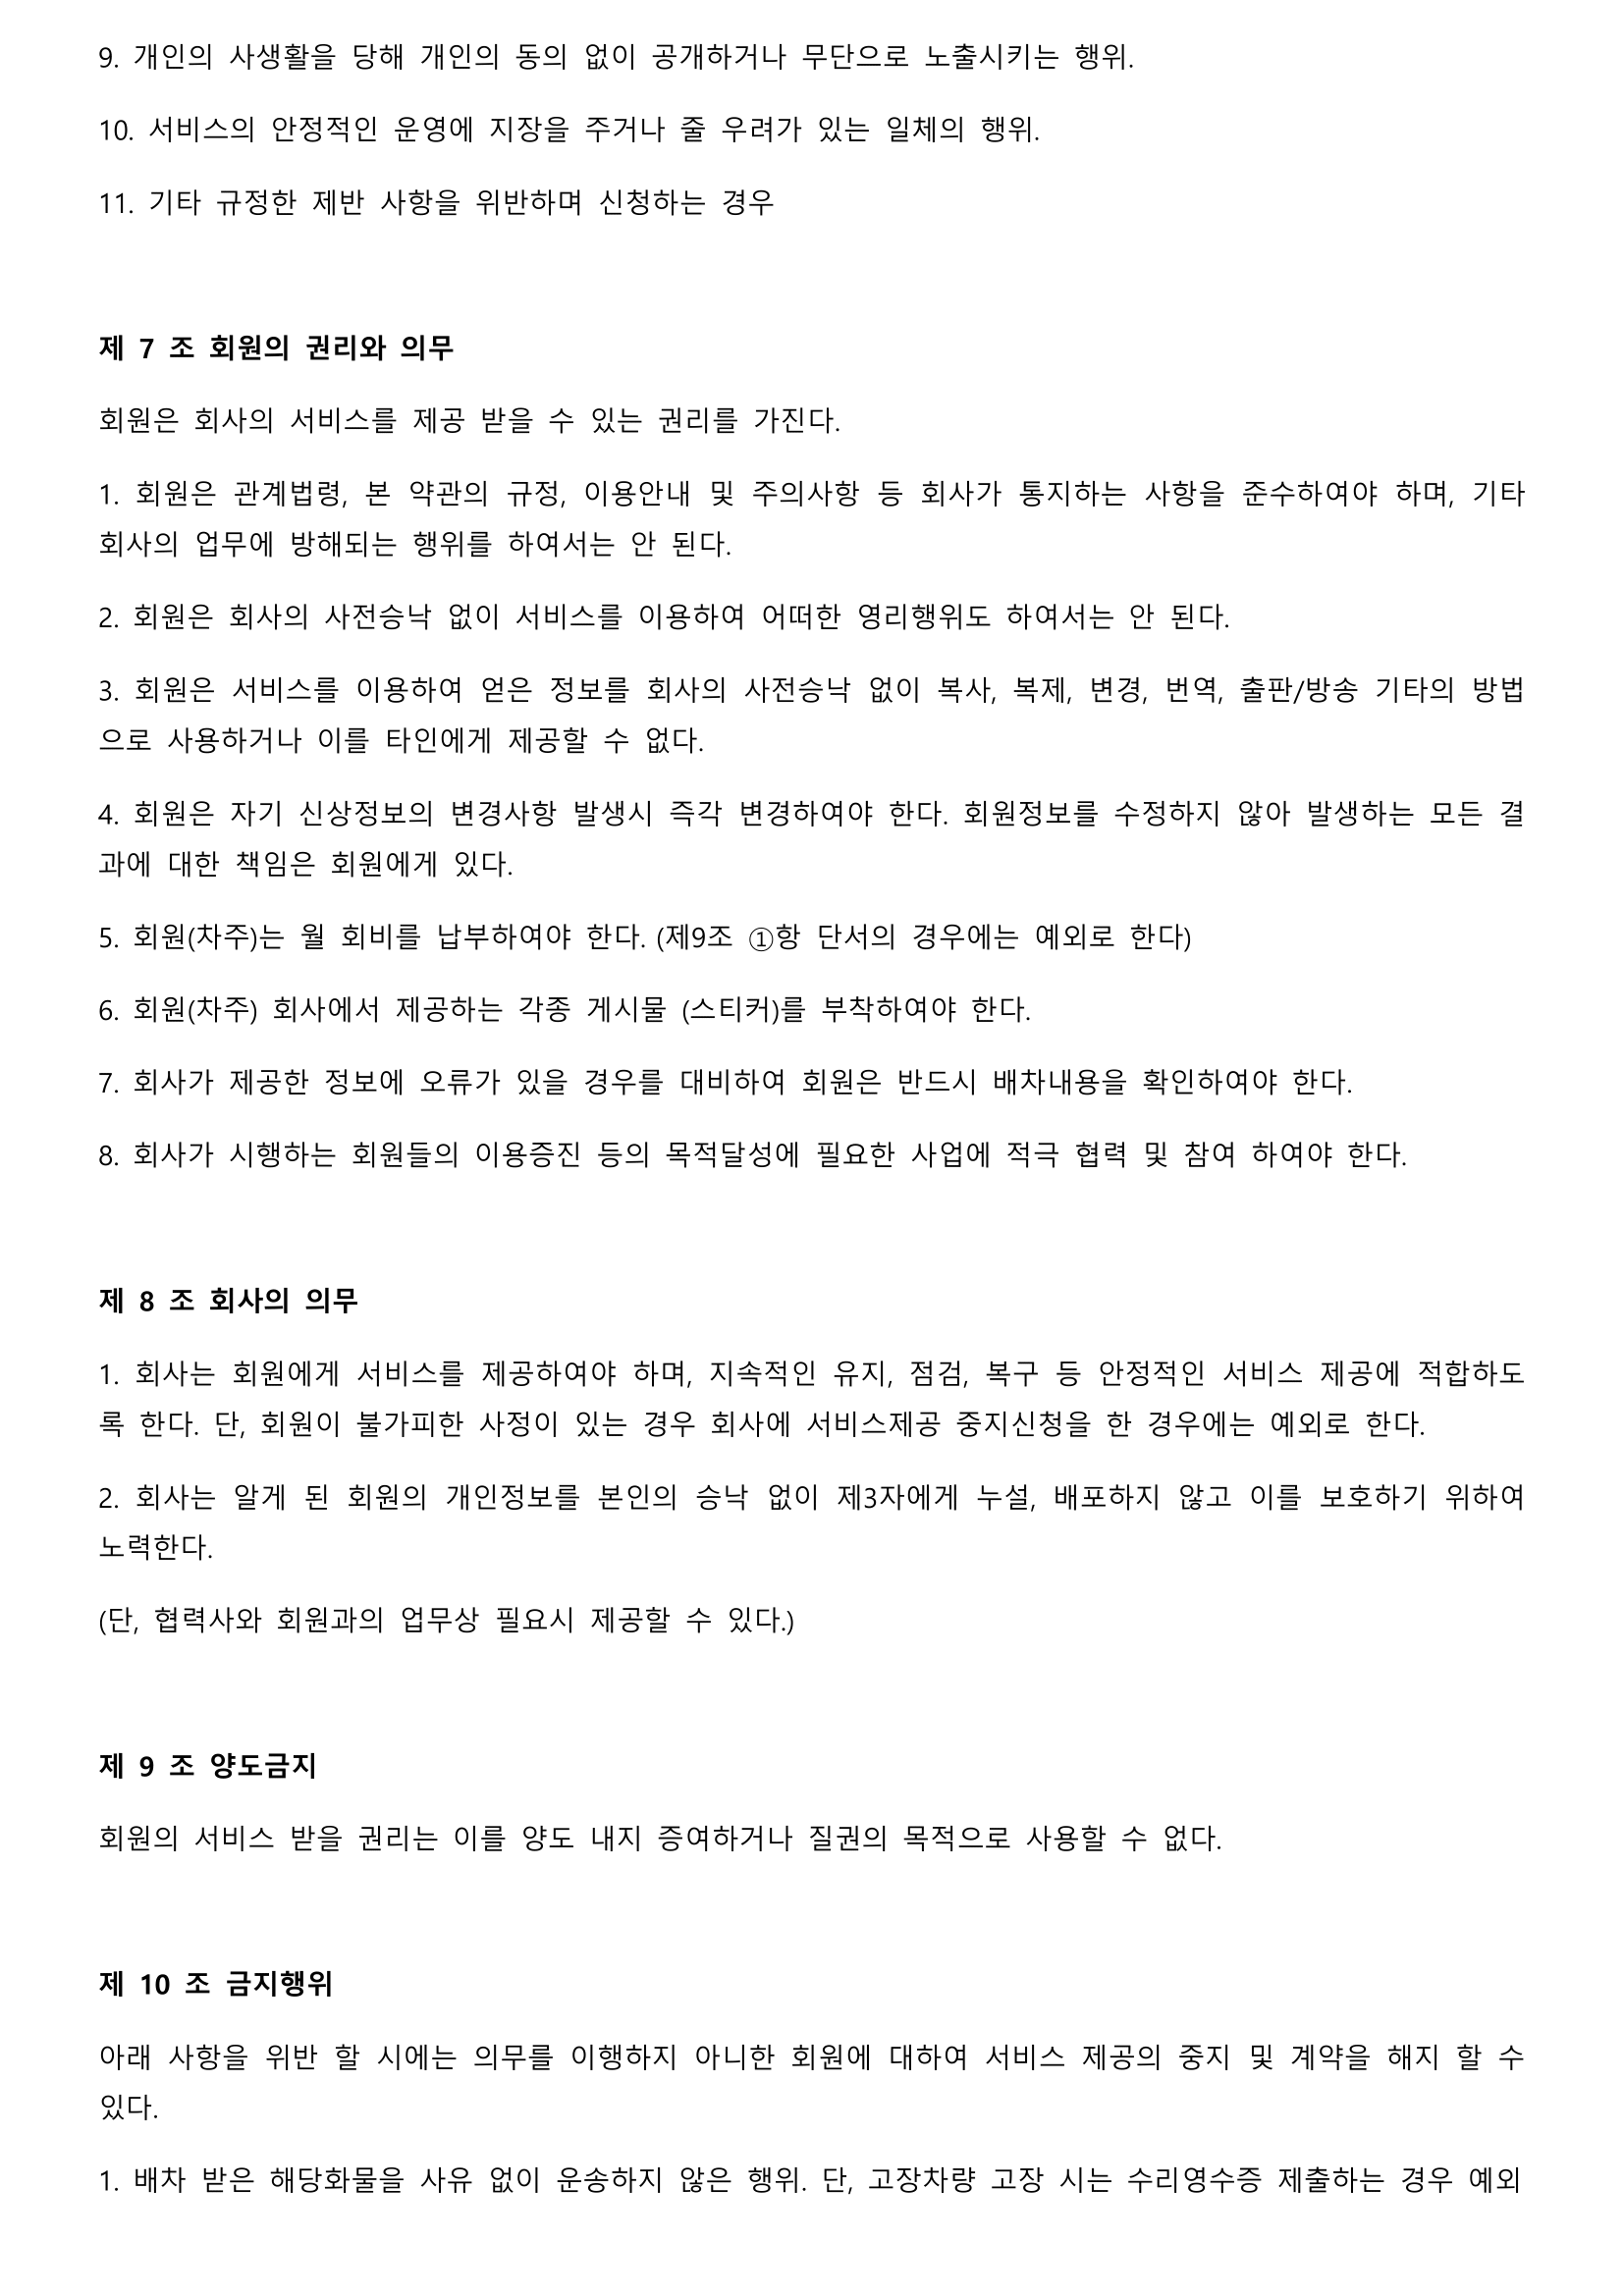 9. 개인의 사생활을 당해 개인의 동의 없이 공개하거나 무단으로 노출시키는 행위.
10. 서비스의 안정적인 운영에 지장을 주거나 줄 우려가 있는 일체의 행위.
11. 기타 규정한 제반 사항을 위반하며 신청하는 경우
제 7 조 회원의 권리와 의무
회원은 회사의 서비스를 제공 받을 수 있는 권리를 가진다.
1. 회원은 관계법령, 본 약관의 규정, 이용안내 및 주의사항 등 회사가 통지하는 사항을 준수하여야 하며, 기타
회사의 업무에 방해되는 행위를 하여서는 안 된다.
2. 회원은 회사의 사전승낙 없이 서비스를 이용하여 어떠한 영리행위도 하여서는 안 된다.
3. 회원은 서비스를 이용하여 얻은 정보를 회사의 사전승낙 없이 복사, 복제, 변경, 번역, 출판/방송 기타의 방법
으로 사용하거나 이를 타인에게 제공할 수 없다.
4. 회원은 자기 신상정보의 변경사항 발생시 즉각 변경하여야 한다. 회원정보를 수정하지 않아 발생하는 모든 결
과에 대한 책임은 회원에게 있다.
5. 회원(차주)는 월 회비를 납부하여야 한다. (제9조 ①항 단서의 경우에는 예외로 한다)
6. 회원(차주) 회사에서 제공하는 각종 게시물 (스티커)를 부착하여야 한다.
7. 회사가 제공한 정보에 오류가 있을 경우를 대비하여 회원은 반드시 배차내용을 확인하여야 한다.
8. 회사가 시행하는 회원들의 이용증진 등의 목적달성에 필요한 사업에 적극 협력 및 참여 하여야 한다.
제 8 조 회사의 의무
1. 회사는 회원에게 서비스를 제공하여야 하며, 지속적인 유지, 점검, 복구 등 안정적인 서비스 제공에 적합하도
록 한다. 단, 회원이 불가피한 사정이 있는 경우 회사에 서비스제공 중지신청을 한 경우에는 예외로 한다.
2. 회사는 알게 된 회원의 개인정보를 본인의 승낙 없이 제3자에게 누설, 배포하지 않고 이를 보호하기 위하여
노력한다.
(단, 협력사와 회원과의 업무상 필요시 제공할 수 있다.)
제 9 조 양도금지
회원의 서비스 받을 권리는 이를 양도 내지 증여하거나 질권의 목적으로 사용할 수 없다.
제 10 조 금지행위
아래 사항을 위반 할 시에는 의무를 이행하지 아니한 회원에 대하여 서비스 제공의 중지 및 계약을 해지 할 수
있다.
1. 배차 받은 해당화물을 사유 없이 운송하지 않은 행위. 단, 고장차량 고장 시는 수리영수증 제출하는 경우 예외